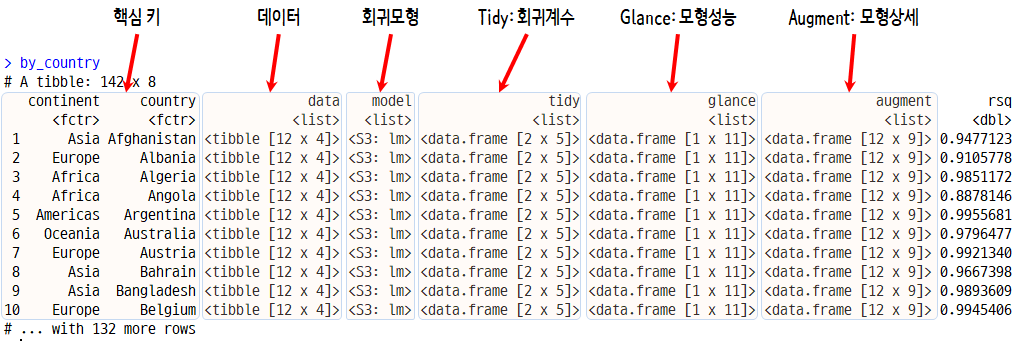 핵심 키 데이터 회귀모형 Tidy: 회귀계수 Glance: 모형성능 Augment: 모형상세
> by_country
# A tibble: 142 x 8
continent country data model tidy glance augment rsq
<fctr> <fctr> <list> <list> <list> <list> <list> <dbl>
1 Asia Afghanistan <tibble [12 x 4]> <S3: lm> <data.frame [2 x 5]> <data.frame [1 x 11]> <data.frame [12 x 9]> 0.9477123
2 Europe Albania <tibble [12 x 4]> <S3: lm> <data.frame [2 x 5]> <data.frame [1 x 11]> <data.frame [12 x 9]> 0.9105778
3 Africa Algeria <tibble [12 x 4]> <S3: lm> <data.frame [2 x 5]> <data.frame [1 x 11]> <data.frame [12 x 9]> 0.9851172
4 Africa Angola <tibble [12 x 4]> <S3: lm> <data.frame [2 x 5]> <data.frame [1 x 11]> <data.frame [12 x 9]> 0.8878146
5 Americas Argentina <tibble [12 x 4]> <S3: lm> <data.frame [2 x 5]> <data.frame [1 x 11]> <data.frame [12 x 9]> 0.9955681
6 Oceania Australia <tibble [12 x 4]> <S3: lm> <data.frame [2 x 5]> <data.frame [1 x 11]> <data.frame [12 x 9]> 0.9796477
7 Europe Austria <tibble [12 x 4]> <S3: lm> <data.frame [2 x 5]> <data.frame [1 x 11]> <data.frame [12 x 9]> 0.9921340
8 Asia Bahrain <tibble [12 x 4]> <S3: lm> <data.frame [2 x 5]> <data.frame [1 x 11]> <data.frame [12 x 9]> 0.9667398
9 Asia Bangladesh <tibble [12 x 4]> <S3: lm> <data.frame [2 x 5]> <data.frame [1 x 11]> <data.frame [12 x 9]> 0.9893609
10 Europe Belgium <tibble [12 x 4]> <S3: lm> <data.frame [2 x 5]> <data.frame [1 x 11]> <data.frame [12 x 9]> 0.9945406
# ... with 132 more rows